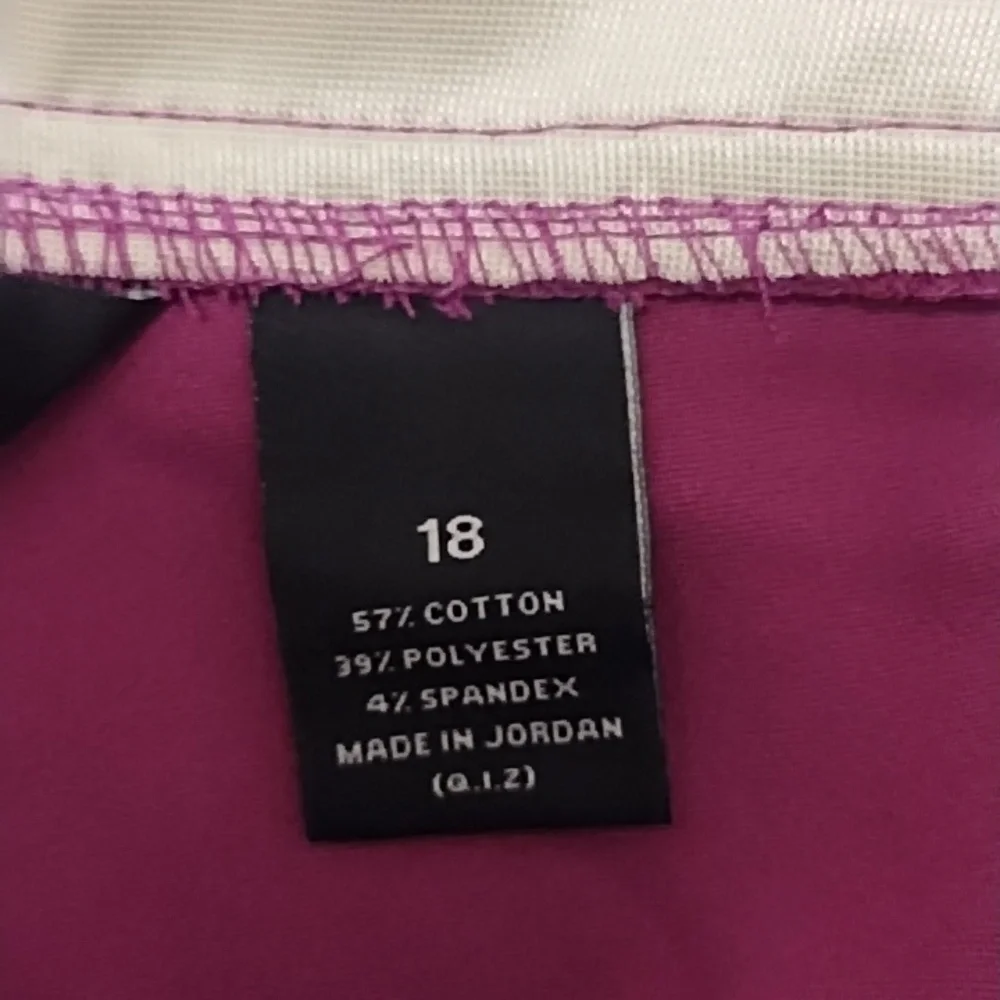 18
57% COTTON
39% POLYESTER
4% SPANDEX
MADE IN JORDAN
(Q.I.Z)